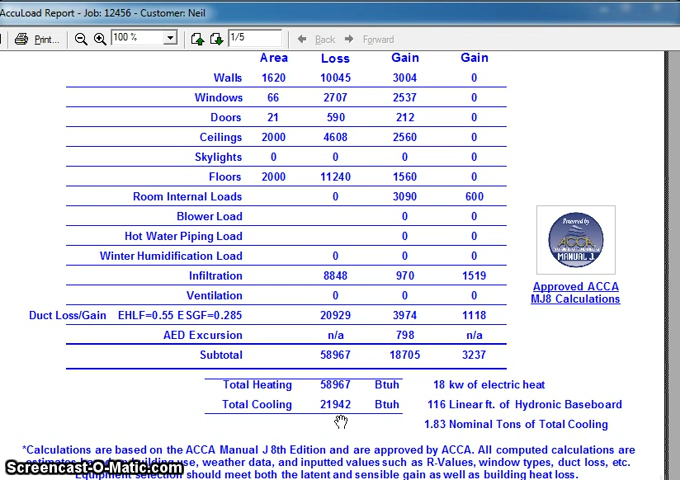 AccuLoad Report - Job: 12456 - Customer: Neil
Print... 100 % 1/5 Back Forward
Area Loss Gain Gain
Walls 1620 10045 3004 0
Windows 66 2707 2537 0
Doors 21 590 212 0
Ceilings 2000 4608 2560 0
Skylights 0 0 0 0
Floors 2000 11240 1560 0
Room Internal Loads 0 3090 600
Blower Load 0 0
Hot Water Piping Load 0 0
Winter Humidification Load 0 0 0
Infiltration 8848 970 1519
Ventilation 0 0 0
Duct Loss/Gain EHLF=0.55 ESGF=0.285 20929 3974 1118
AED Excursion n/a 798 n/a
Subtotal 58967 18705 3237
Powered by
ACCA
MANUAL J.
Approved ACCA
MJ8 Calculations
Total Heating 58967 Btuh 18 kw of electric heat
Total Cooling 21942 Btuh 116 Linear ft. of Hydronic Baseboard
1.83 Nominal Tons of Total Cooling
*Calculations are based on the ACCA Manual J 8th Edition and are approved by ACCA. All computed calculations are
building use, weather data, and inputted values such as R-Values, window types, duct loss, etc.
Equipment selection should meet both the latent and sensible gain as well as building heat loss.
Screencast-O-Matic.com